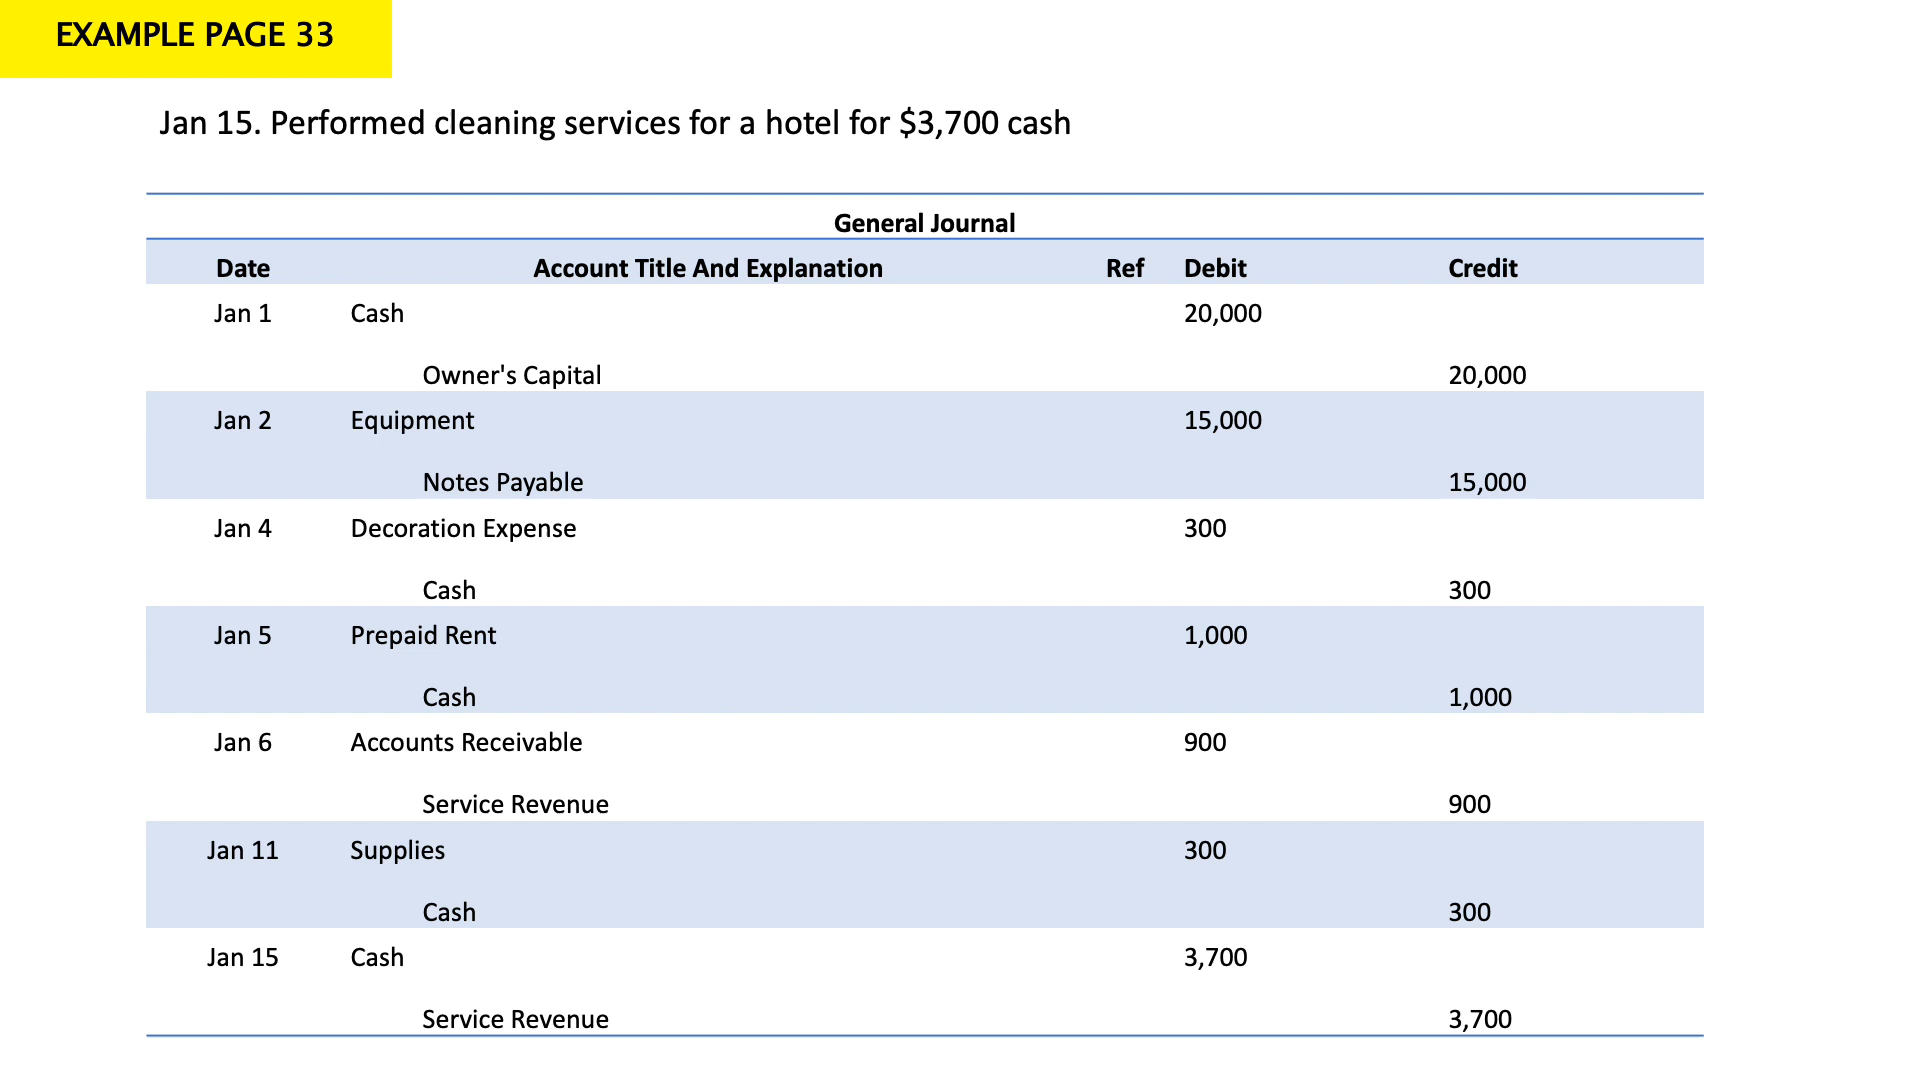 EXAMPLE PAGE 33
Jan 15. Performed cleaning services for a hotel for $3,700 cash
General Journal
Date Account Title And Explanation Ref Debit Credit
Jan 1 Cash 20,000
Owner's Capital 20,000
Jan 2 Equipment 15,000
Notes Payable 15,000
Jan 4 Decoration Expense 300
Cash 300
Jan 5 Prepaid Rent 1,000
Cash 1,000
Jan 6 Accounts Receivable 900
Service Revenue 900
Jan 11 Supplies 300
Cash 300
Jan 15 Cash 3,700
Service Revenue 3,700